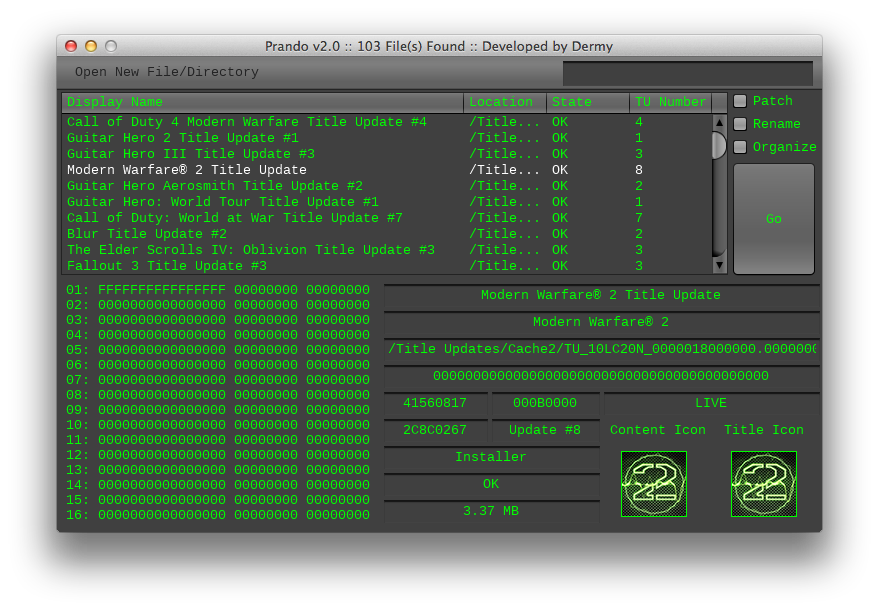 Prando v2.0 :: 103 File(s) Found :: Developed by Dermy
Open New File/Directory
Display Name Location State TU Number
Call of Duty 4 Modern Warfare Title Update #4 /Title... OK 4
Guitar Hero 2 Title Update #1 /Title... OK 1
Guitar Hero III Title Update #3 /Title... OK 3
Modern Warfare® 2 Title Update /Title... OK 8
Guitar Hero Aerosmith Title Update #2 /Title... OK 2
Guitar Hero: World Tour Title Update #1 /Title... OK 1
Call of Duty: World at War Title Update #7 /Title... OK 7
Blur Title Update #2 /Title... OK 2
The Elder Scrolls IV: Oblivion Title Update #3 /Title... OK 3
Fallout 3 Title Update #3 /Title... OK 3
Patch
Rename
Organize
Go
01: FFFFFFFFFFFFFFFF 00000000 00000000
02: 0000000000000000 00000000 00000000
03: 0000000000000000 00000000 00000000
04: 0000000000000000 00000000 00000000
05: 0000000000000000 00000000 00000000
06: 0000000000000000 00000000 00000000
07: 0000000000000000 00000000 00000000
08: 0000000000000000 00000000 00000000
09: 0000000000000000 00000000 00000000
10: 0000000000000000 00000000 00000000
11: 0000000000000000 00000000 00000000
12: 0000000000000000 00000000 00000000
13: 0000000000000000 00000000 00000000
14: 0000000000000000 00000000 00000000
15: 0000000000000000 00000000 00000000
16: 0000000000000000 00000000 00000000
Modern Warfare® 2 Title Update
Modern Warfare® 2
/Title Updates/Cache2/TU_10LC20N_0000018000000.0000000
000000000000000000000000000000000000000000
41560817 000B0000 LIVE
2C8C0267 Update #8 Content Icon Title Icon
Installer
OK
3.37 MB
2 2